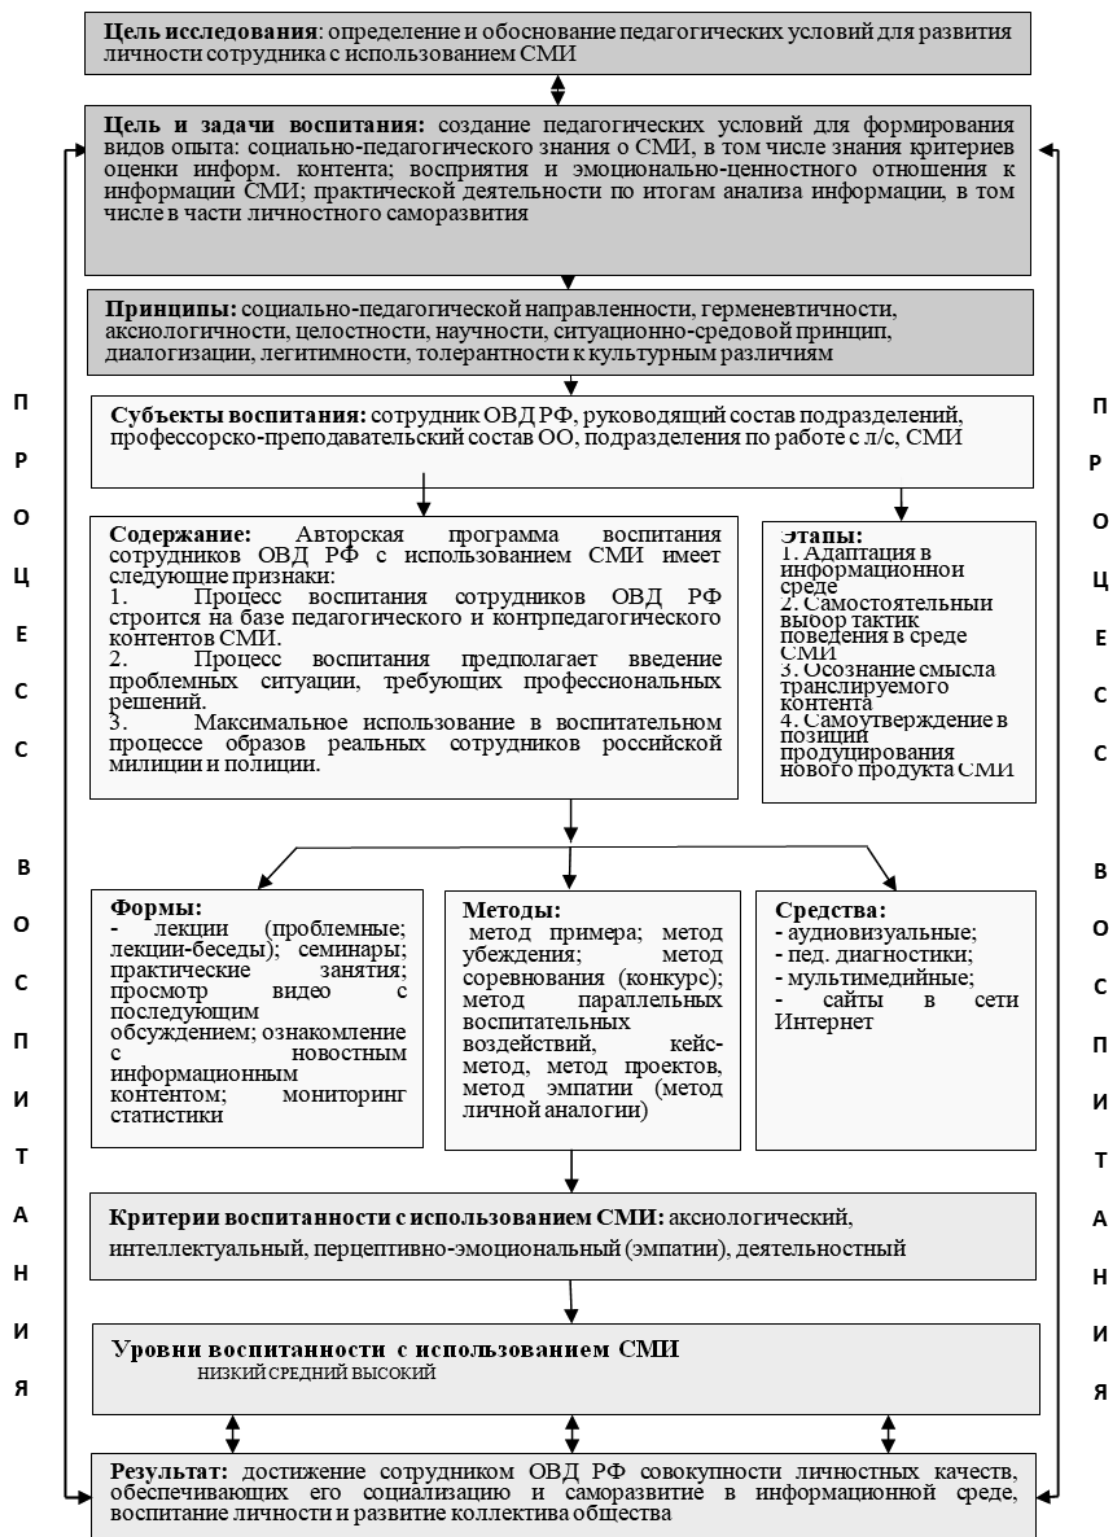 Цель исследования: определение и обоснование педагогических условий для развития
личности сотрудника с использованием СМИ
Цель и задачи воспитания: создание педагогических условий для формирования
видов опыта: социально-педагогического знания о СМИ, в том числе знания критериев
оценки информ. контента; восприятия и эмоционально-ценностного отношения к
информации СМИ; практической деятельности по итогам анализа информации, в том
числе в части личностного саморазвития
Принципы: социально-педагогической направленности, герменевтичности,
аксиологичности, целостности, научности, ситуационно-средовой принцип,
диалогизации, легитимности, толерантности к культурным различиям
Субъекты воспитания: сотрудник ОВД РФ, руководящий состав подразделений,
профессорско-преподавательский состав ОО, подразделения по работе с л/с, СМИ
Содержание: Авторская программа воспитания
сотрудников ОВД РФ с использованием СМИ имеет
следующие признаки:
1. Процесс воспитания сотрудников ОВД РФ
строится на базе педагогического и контрпедагогического
контентов СМИ.
2. Процесс воспитания предполагает введение
проблемных ситуации, требующих профессиональных
решений.
3. Максимальное использование в воспитательном
процессе образов реальных сотрудников российской
милиции и полиции.
Этапы:
1. Адаптация в
информационной
среде
2. Самостоятельный
выбор тактик
поведения в среде
СМИ
3. Осознание смысла
транслируемого
контента
4. Самоутверждение в
позиции
продуцирования
нового продукта СМИ
Формы:
- лекции (проблемные;
лекции-беседы); семинары;
практические занятия;
просмотр видео с
последующим
обсуждением; ознакомление
с новостным
информационным
контентом; мониторинг
статистики
Методы:
метод примера; метод
убеждения; метод
соревнования (конкурс);
метод параллельных
воспитательных
воздействий, кейс-
метод, метод проектов,
метод эмпатии (метод
личной аналогии)
Средства:
- аудиовизуальные;
- пед. диагностики;
- мультимедийные;
- сайты в сети
Интернет
Критерии воспитанности с использованием СМИ: аксиологический,
интеллектуальный, перцептивно-эмоциональный (эмпатии), деятельностный
Уровни воспитанности с использованием СМИ
НИЗКИЙ СРЕДНИЙ ВЫСОКИЙ
Результат: достижение сотрудником ОВД РФ совокупности личностных качеств,
обеспечивающих его социализацию и саморазвитие в информационной среде,
воспитание личности и развитие коллектива общества
ПРОЦЕСС ВОСПИТАНИЯ
ПРОЦЕСС ВОСПИТАНИЯ